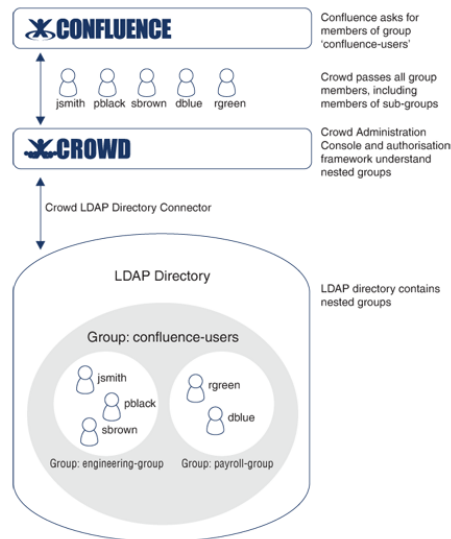 CONFLUENCE
Confluence asks for
members of group
'confluence-users'
jsmith pblack sbrown dblue rgreen
Crowd passes all group
members, including
members of sub-groups
CROWD
Crowd Administration
Console and authorisation
framework understand
nested groups
Crowd LDAP Directory Connector
LDAP Directory
LDAP directory contains
nested groups
Group: confluence-users
jsmith
pblack
sbrown
rgreen
dblue
Group: engineering-group
Group: payroll-group